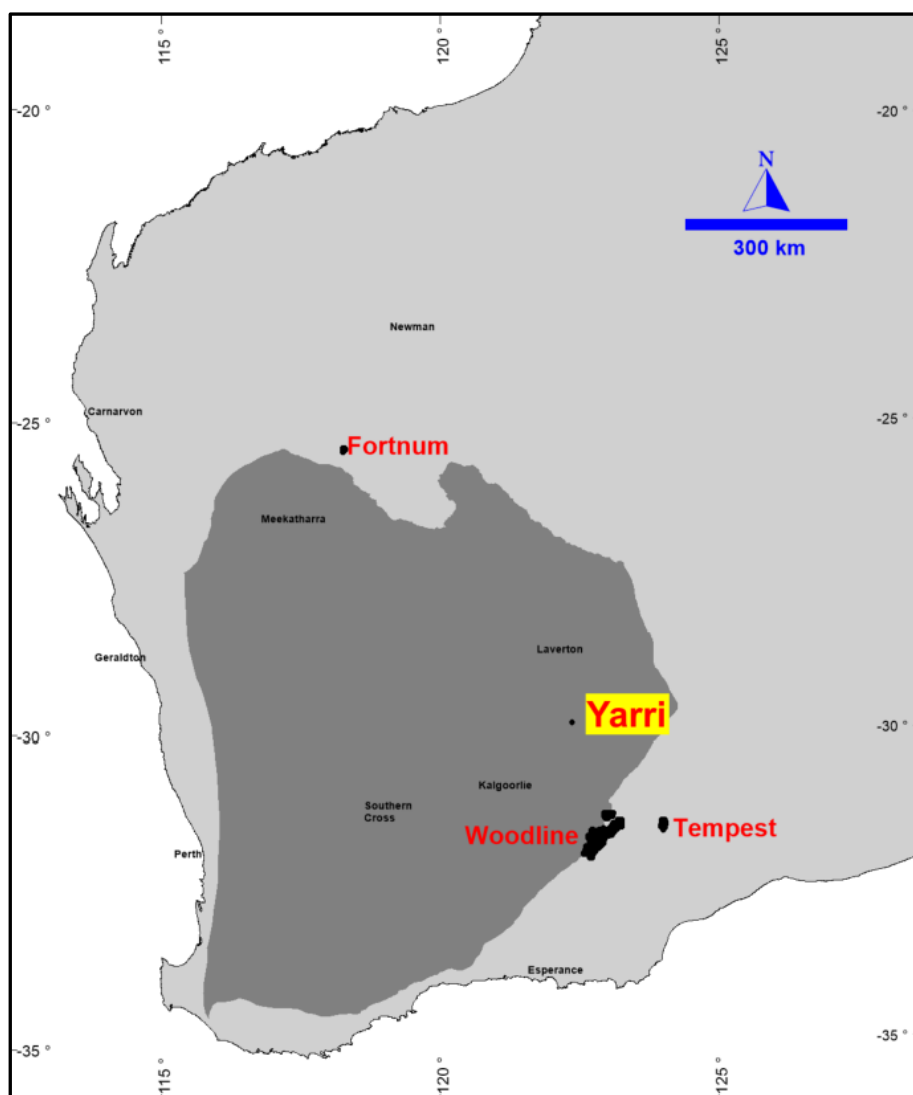 115 °
120 °
125 °
-20 °
-20 °
N
300 km
Newman
Carnarvon
-25 °
-25 °
Fortnum
Meekatharra
Laverton
Geraldton
Yarri
-30 °
-30 °
Kalgoorlie
Southern
Cross
Woodline
Tempest
Perth
Esperance
-35 °
-35 °
115 °
120 °
125 °